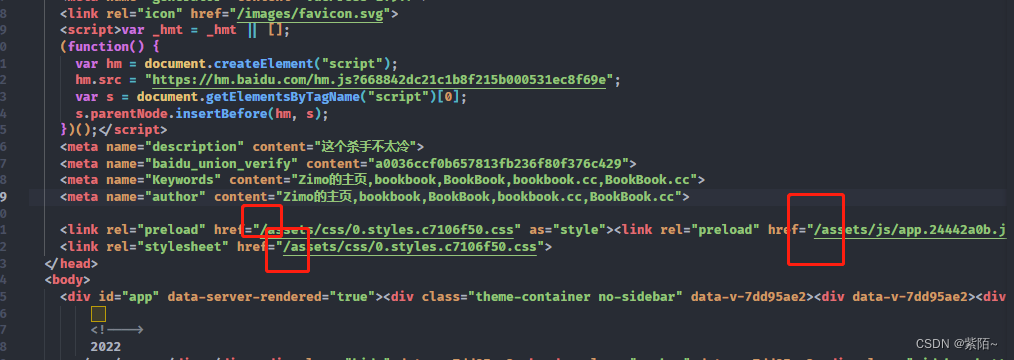 8 <link rel="icon" href="/images/favicon.svg">
9 <script>var _hmt = _hmt || [];
0 (function() {
1 var hm = document.createElement("script");
2 hm.src = "https://hm.baidu.com/hm.js?668842dc21c1b8f215b000531ec8f69e";
3 var s = document.getElementsByTagName("script")[0];
4 s.parentNode.insertBefore(hm, s);
5 })();</script>
6 <meta name="description" content="这个杀手不太冷">
7 <meta name="baidu_union_verify" content="a0036ccf0b657813fb236f80f376c429">
8 <meta name="Keywords" content="Zimo的主页,bookbook,BookBook,bookbook.cc,BookBook.cc">
9 <meta name="author" content="Zimo的主页,bookbook,BookBook,bookbook.cc,BookBook.cc">
0
1 <link rel="preload" href="/assets/css/0.styles.c7106f50.css" as="style"><link rel="preload" href="/assets/js/app.24442a0b.j
2 <link rel="stylesheet" href="/assets/css/0.styles.c7106f50.css">
3 </head>
4 <body>
5 <div id="app" data-server-rendered="true"><div class="theme-container no-sidebar" data-v-7dd95ae2><div data-v-7dd95ae2><div
6
7 <!---->
8 2022
CSDN @紫陌~